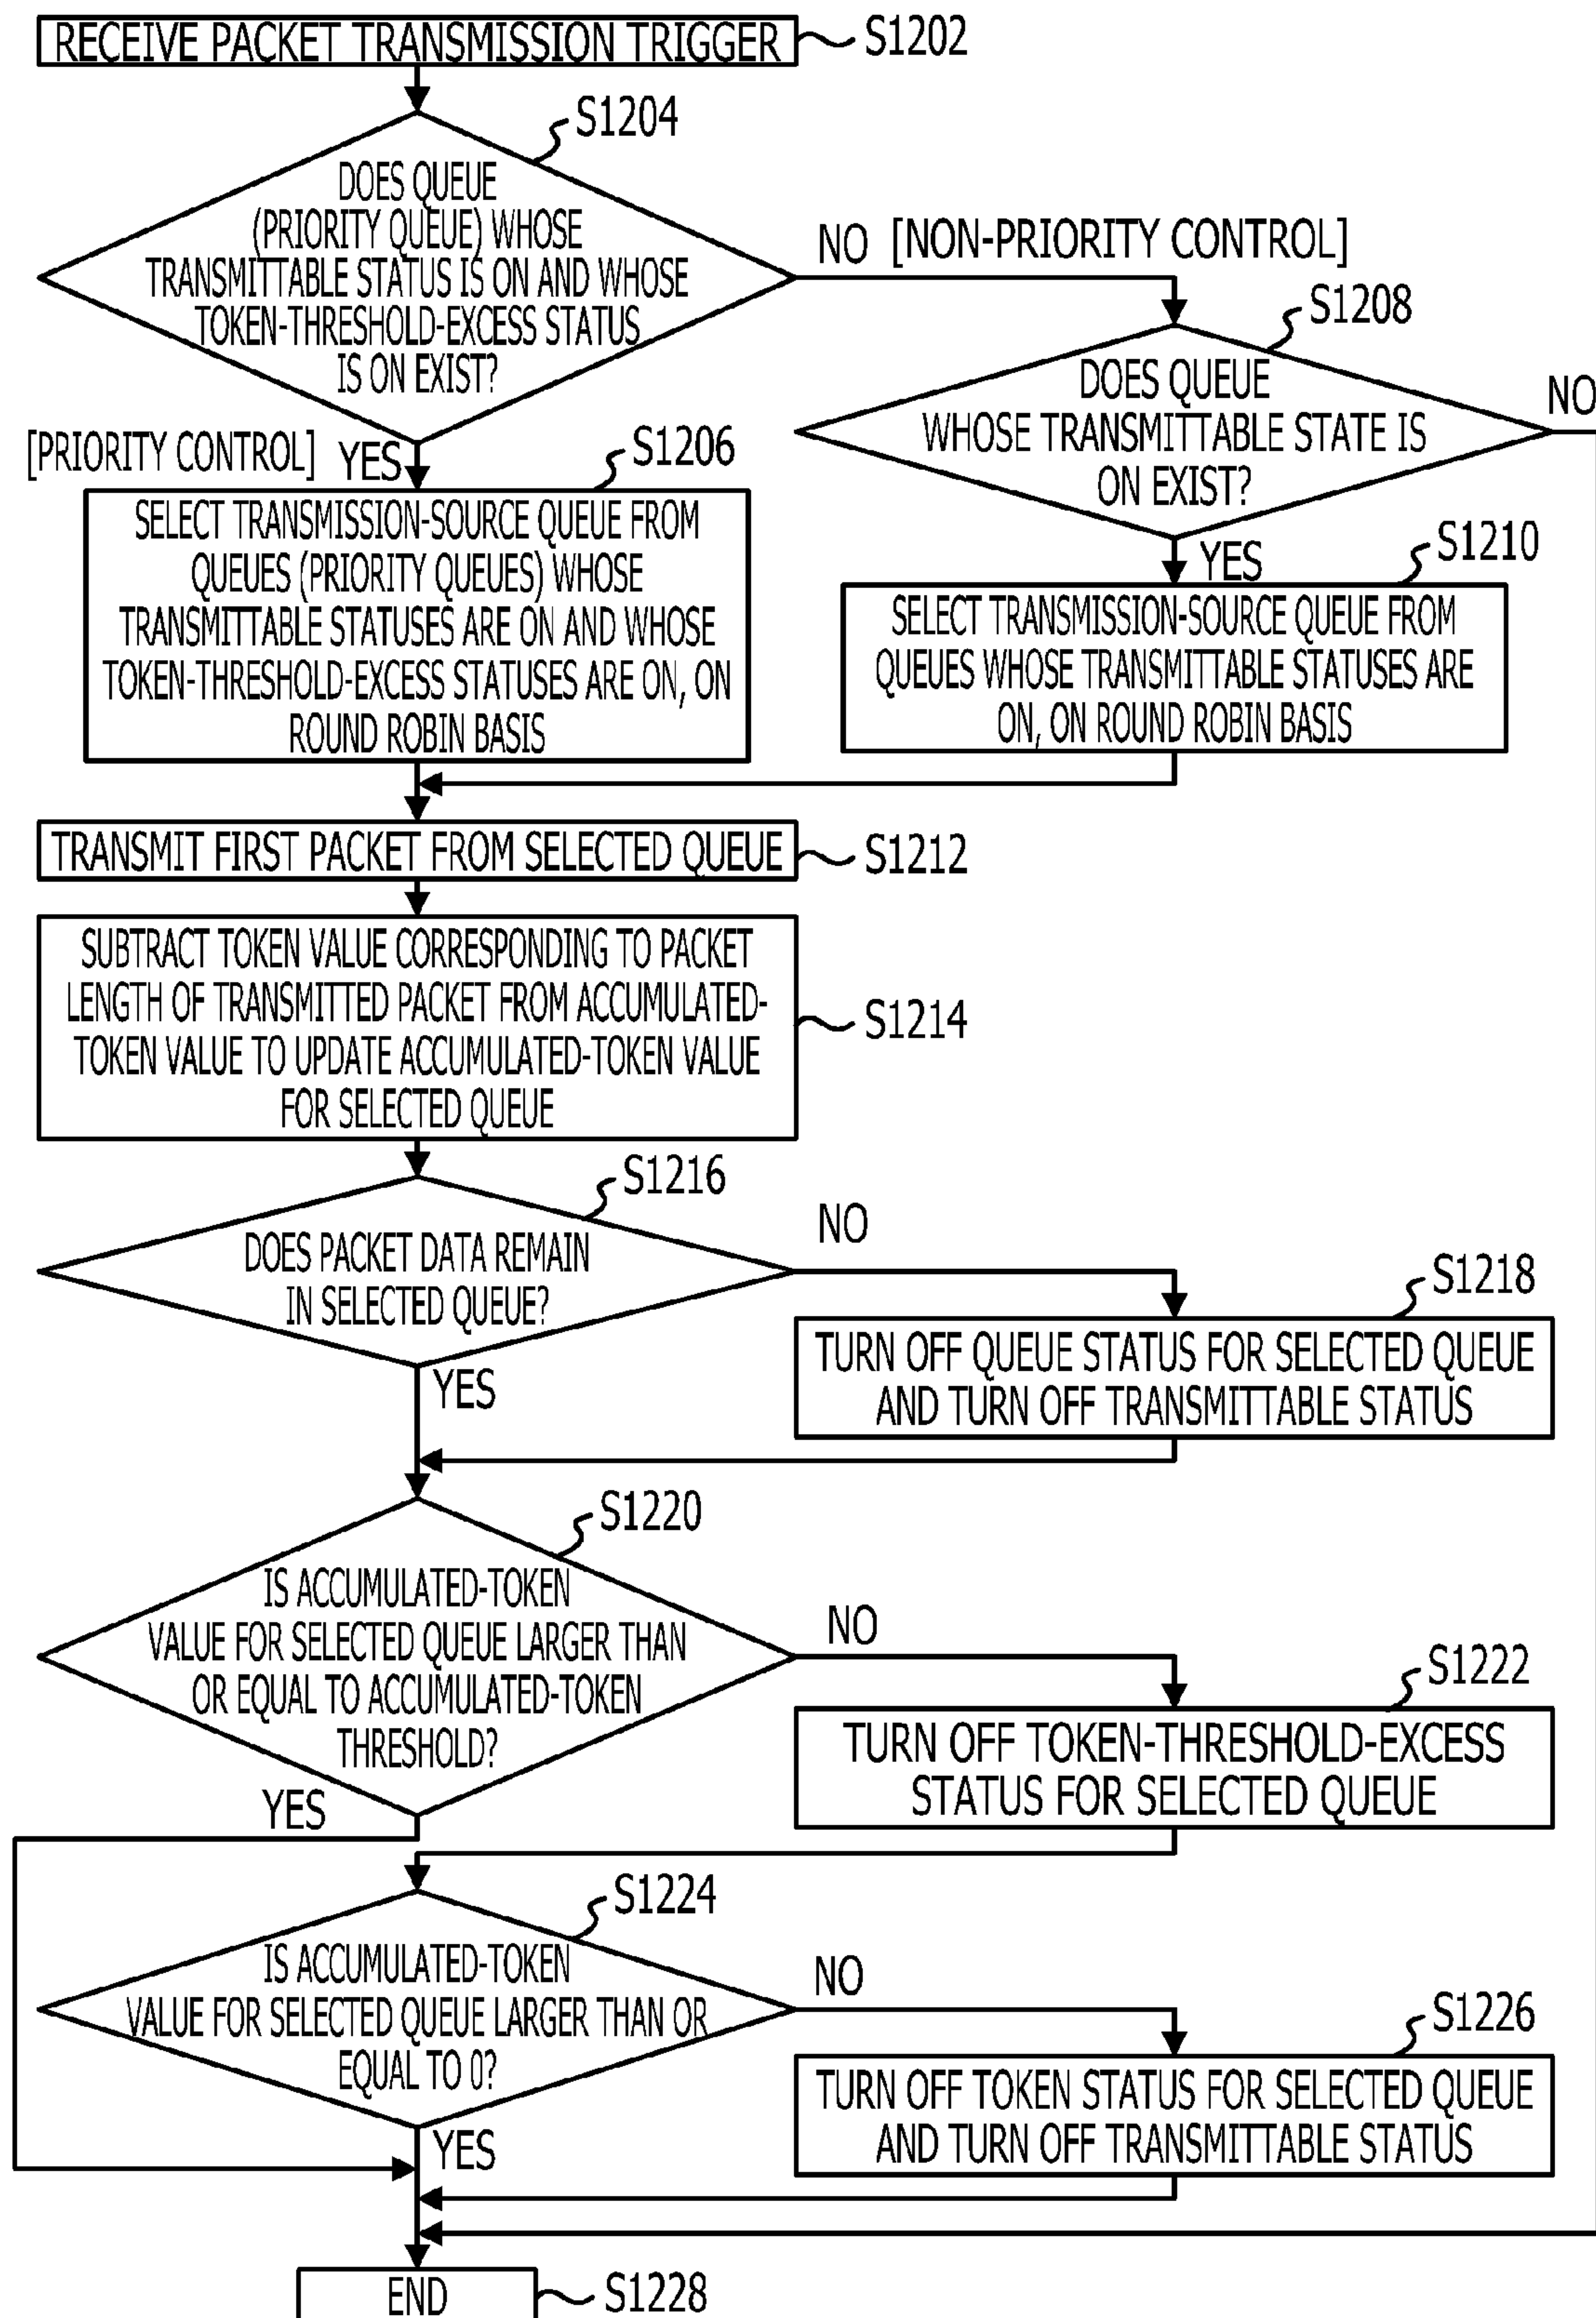 RECEIVE PACKET TRANSMISSION TRIGGER
S1202
S1204
DOES QUEUE
(PRIORITY QUEUE) WHOSE
TRANSMITTABLE STATUS IS ON AND WHOSE
TOKEN-THRESHOLD-EXCESS STATUS
IS ON EXIST?
NO [NON-PRIORITY CONTROL]
S1208
DOES QUEUE
WHOSE TRANSMITTABLE STATE IS
ON EXIST?
NO
[PRIORITY CONTROL] YES
S1206
SELECT TRANSMISSION-SOURCE QUEUE FROM
QUEUES (PRIORITY QUEUES) WHOSE
TRANSMITTABLE STATUSES ARE ON AND WHOSE
TOKEN-THRESHOLD-EXCESS STATUSES ARE ON, ON
ROUND ROBIN BASIS
YES
S1210
SELECT TRANSMISSION-SOURCE QUEUE FROM
QUEUES WHOSE TRANSMITTABLE STATUSES ARE
ON, ON ROUND ROBIN BASIS
TRANSMIT FIRST PACKET FROM SELECTED QUEUE
S1212
SUBTRACT TOKEN VALUE CORRESPONDING TO PACKET
LENGTH OF TRANSMITTED PACKET FROM ACCUMULATED-
TOKEN VALUE TO UPDATE ACCUMULATED-TOKEN VALUE
FOR SELECTED QUEUE
S1214
S1216
DOES PACKET DATA REMAIN
IN SELECTED QUEUE?
NO
S1218
TURN OFF QUEUE STATUS FOR SELECTED QUEUE
AND TURN OFF TRANSMITTABLE STATUS
YES
S1220
IS ACCUMULATED-TOKEN
VALUE FOR SELECTED QUEUE LARGER THAN
OR EQUAL TO ACCUMULATED-TOKEN
THRESHOLD?
NO
S1222
TURN OFF TOKEN-THRESHOLD-EXCESS
STATUS FOR SELECTED QUEUE
YES
S1224
IS ACCUMULATED-TOKEN
VALUE FOR SELECTED QUEUE LARGER THAN OR
EQUAL TO 0?
NO
S1226
TURN OFF TOKEN STATUS FOR SELECTED QUEUE
AND TURN OFF TRANSMITTABLE STATUS
YES
END
S1228